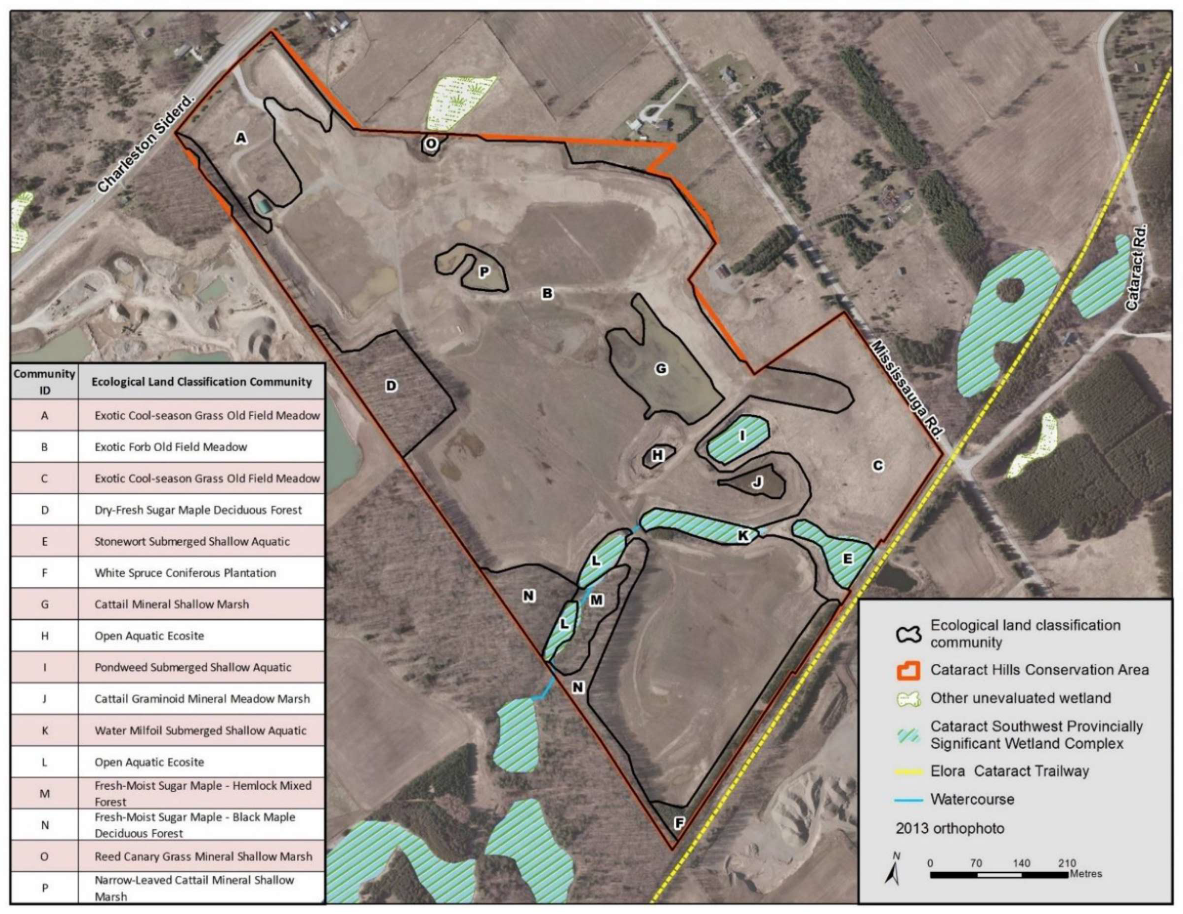 Charleston Siderd.
A
O
P
B
Cataract Rd.
G
D
Mississauga Rd.
I
H
C
J
K
E
L
N
M
L
N
F
Community ID
Ecological Land Classification Community
A Exotic Cool-season Grass Old Field Meadow
B Exotic Forb Old Field Meadow
C Exotic Cool-season Grass Old Field Meadow
D Dry-Fresh Sugar Maple Deciduous Forest
E Stonewort Submerged Shallow Aquatic
F White Spruce Coniferous Plantation
G Cattail Mineral Shallow Marsh
H Open Aquatic Ecosite
I Pondweed Submerged Shallow Aquatic
J Cattail Graminoid Mineral Meadow Marsh
K Water Milfoil Submerged Shallow Aquatic
L Open Aquatic Ecosite
M Fresh-Moist Sugar Maple - Hemlock Mixed
Forest
N Fresh-Moist Sugar Maple - Black Maple
Deciduous Forest
O Reed Canary Grass Mineral Shallow Marsh
P Narrow-Leaved Cattail Mineral Shallow
Marsh
Ecological land classification
community
Cataract Hills Conservation Area
Other unevaluated wetland
Cataract Southwest Provincially
Significant Wetland Complex
Elora Cataract Trailway
Watercourse
2013 orthophoto
N
0 70 140 210
Metres